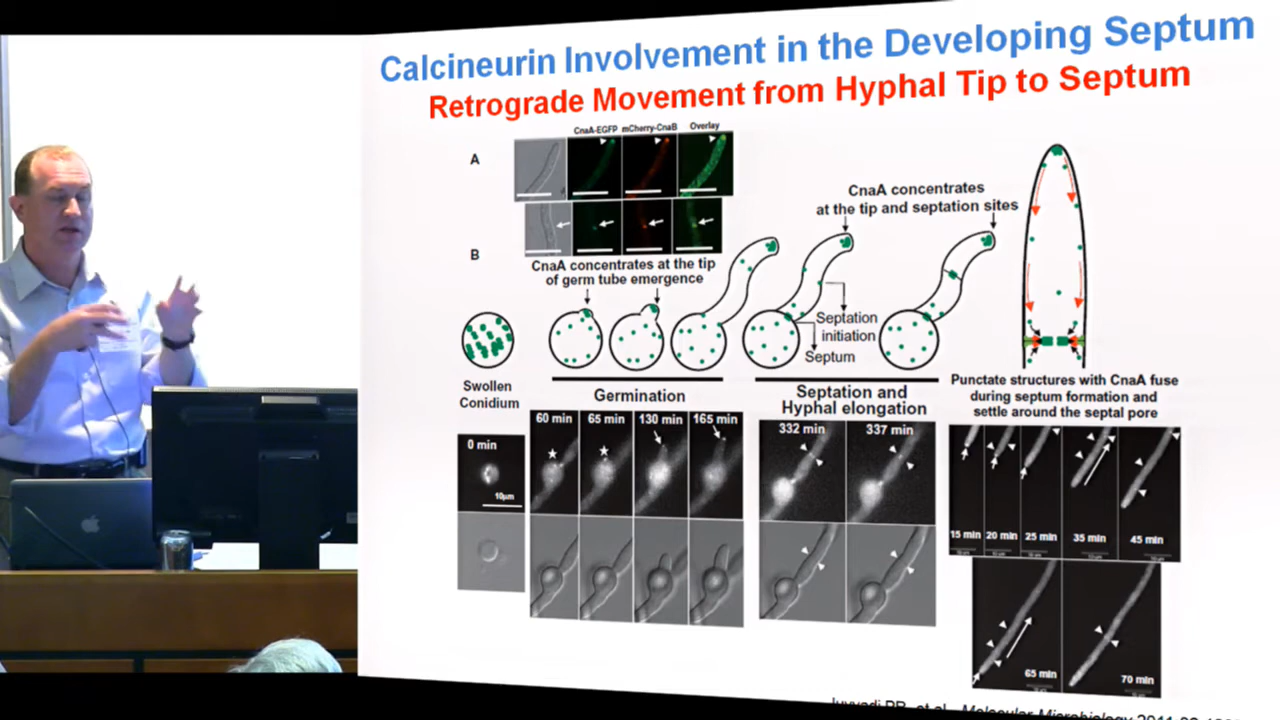 Calcineurin Involvement in the Developing Septum
Retrograde Movement from Hyphal Tip to Septum
CnaA-EGFP mCherry-CnaB Overlay
A
B
CnaA concentrates at the tip
of germ tube emergence
CnaA concentrates
at the tip and septation sites
Septation
initiation
Septum
Swollen
Conidium
Germination
Septation and
Hyphal elongation
Punctate structures with CnaA fuse
during septum formation and
settle around the septal pore
0 min
10μm
60 min 65 min 130 min 165 min
332 min 337 min
15 min 20 min 25 min 35 min 45 min
65 min 70 min
PR, et al. Molecular Microbiology 2011